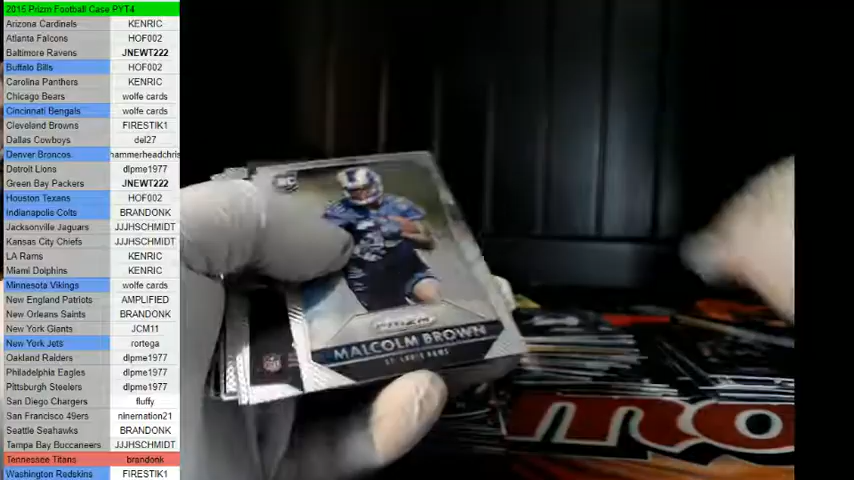 2015 Prizm Football Case PYT4
Arizona Cardinals KENRIC
Atlanta Falcons HOF002
Baltimore Ravens JNEWT222
Buffalo Bills HOF002
Carolina Panthers KENRIC
Chicago Bears wolfe cards
Cincinnati Bengals wolfe cards
Cleveland Browns FIRESTIK1
Dallas Cowboys del27
Denver Broncos hammerheadchris
Detroit Lions dlpme1977
Green Bay Packers JNEWT222
Houston Texans HOF002
Indianapolis Colts BRANDONK
Jacksonville Jaguars JJJHSCHMIDT
Kansas City Chiefs JJJHSCHMIDT
LA Rams KENRIC
Miami Dolphins KENRIC
Minnesota Vikings wolfe cards
New England Patriots AMPLIFIED
New Orleans Saints BRANDONK
New York Giants JCM11
New York Jets rortega
Oakland Raiders dlpme1977
Philadelphia Eagles dlpme1977
Pittsburgh Steelers dlpme1977
San Diego Chargers fluffy
San Francisco 49ers ninernation21
Seattle Seahawks BRANDONK
Tampa Bay Buccaneers JJJHSCHMIDT
Tennessee Titans brandonk
Washington Redskins FIRESTIK1
RC
PRIZM
MALCOLM BROWN
ST. LOUIS RAMS